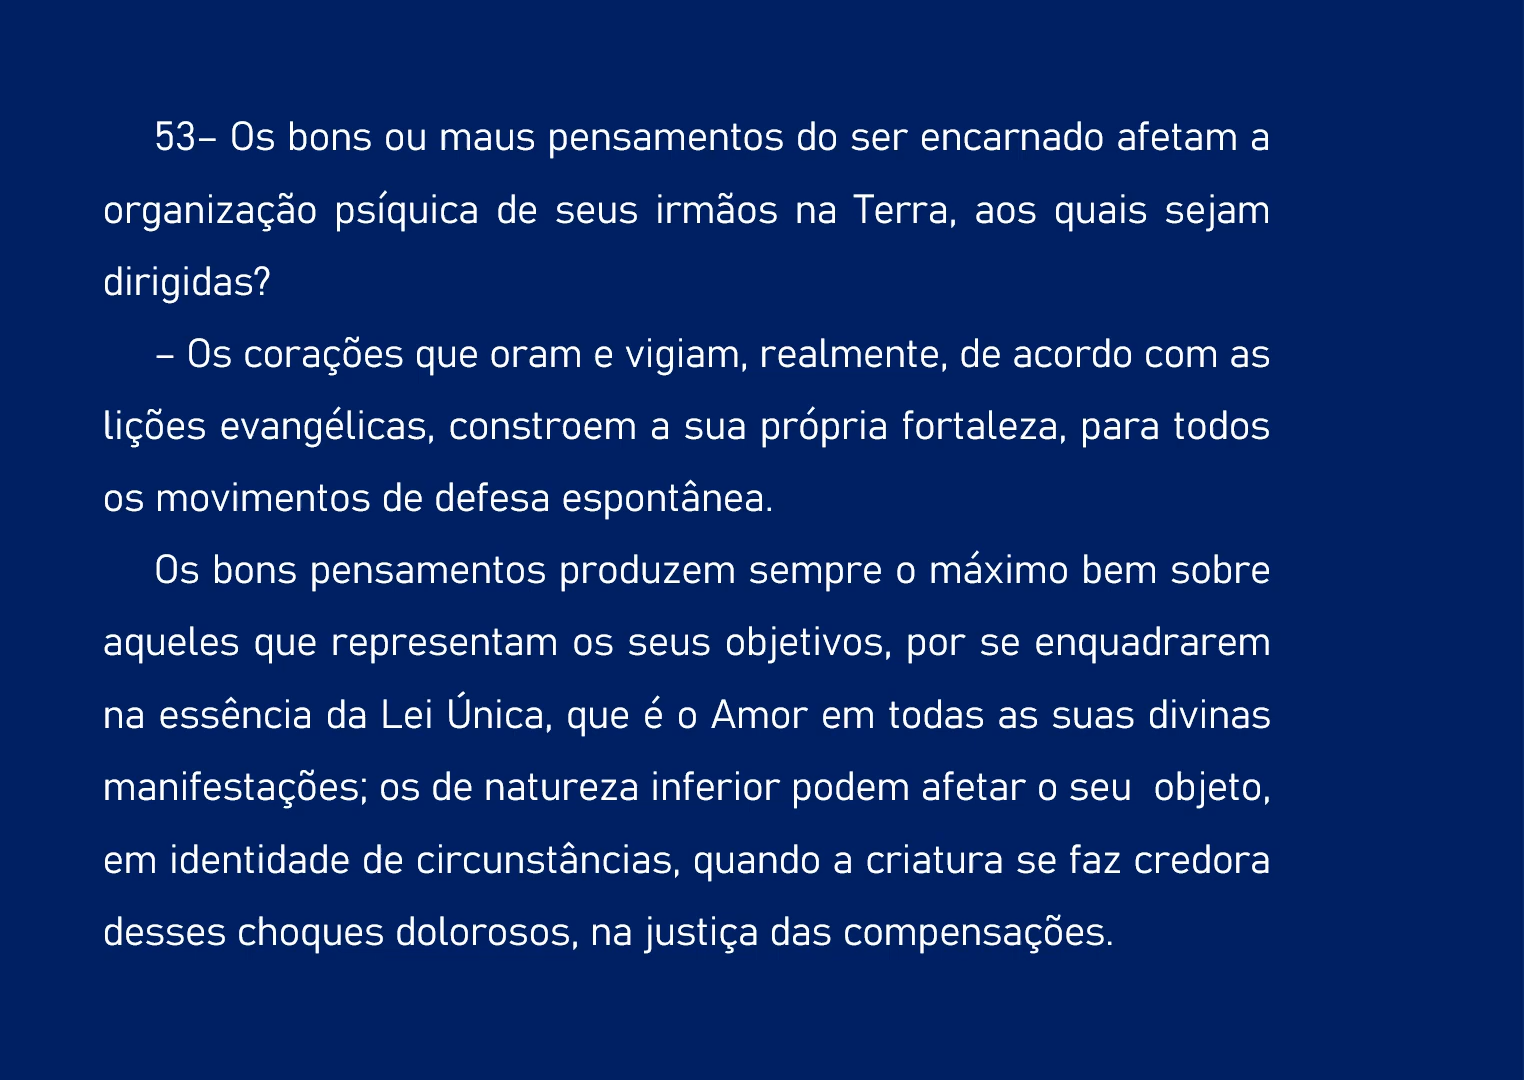 53– Os bons ou maus pensamentos do ser encarnado afetam a
organização psíquica de seus irmãos na Terra, aos quais sejam
dirigidas?
– Os corações que oram e vigiam, realmente, de acordo com as
lições evangélicas, constroem a sua própria fortaleza, para todos
os movimentos de defesa espontânea.
Os bons pensamentos produzem sempre o máximo bem sobre
aqueles que representam os seus objetivos, por se enquadrarem
na essência da Lei Única, que é o Amor em todas as suas divinas
manifestações; os de natureza inferior podem afetar o seu  objeto,
em identidade de circunstâncias, quando a criatura se faz credora
desses choques dolorosos, na justiça das compensações.